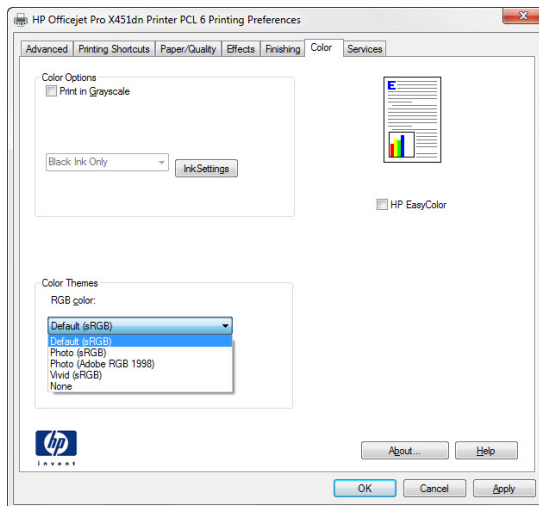 HP Officejet Pro X451dn Printer PCL 6 Printing Preferences
Advanced Printing Shortcuts Paper/Quality Effects Finishing Color Services
Color Options
Print in Grayscale
E
Black Ink Only
Ink Settings
HP EasyColor
Color Themes
RGB color:
Default (sRGB)
Default (sRGB)
Photo (sRGB)
Photo (Adobe RGB 1998)
Vivid (sRGB)
None
hp
invent
About... Help
OK Cancel Apply